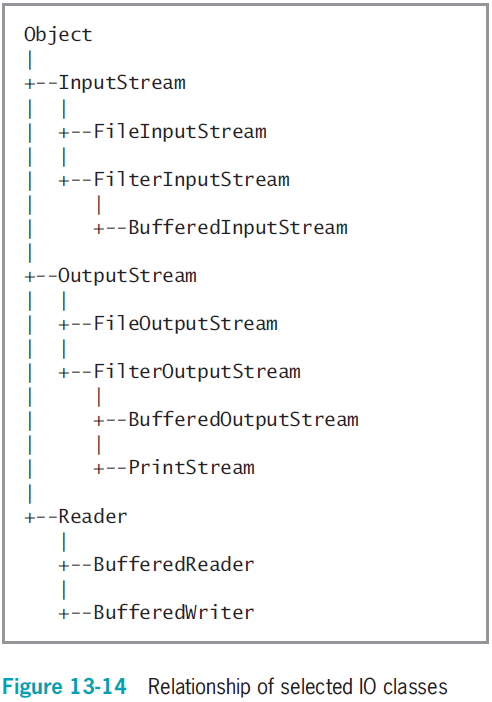 Object
|
+--InputStream
|  |
|  +--FileInputStream
|  |
|  +--FilterInputStream
|     |
|     +--BufferedInputStream
|
+--OutputStream
|  |
|  +--FileOutputStream
|  |
|  +--FilterOutputStream
|     |
|     +--BufferedOutputStream
|     |
|     +--PrintStream
|
+--Reader
   |
   +--BufferedReader
   |
   +--BufferedWriter
Figure 13-14 Relationship of selected IO classes